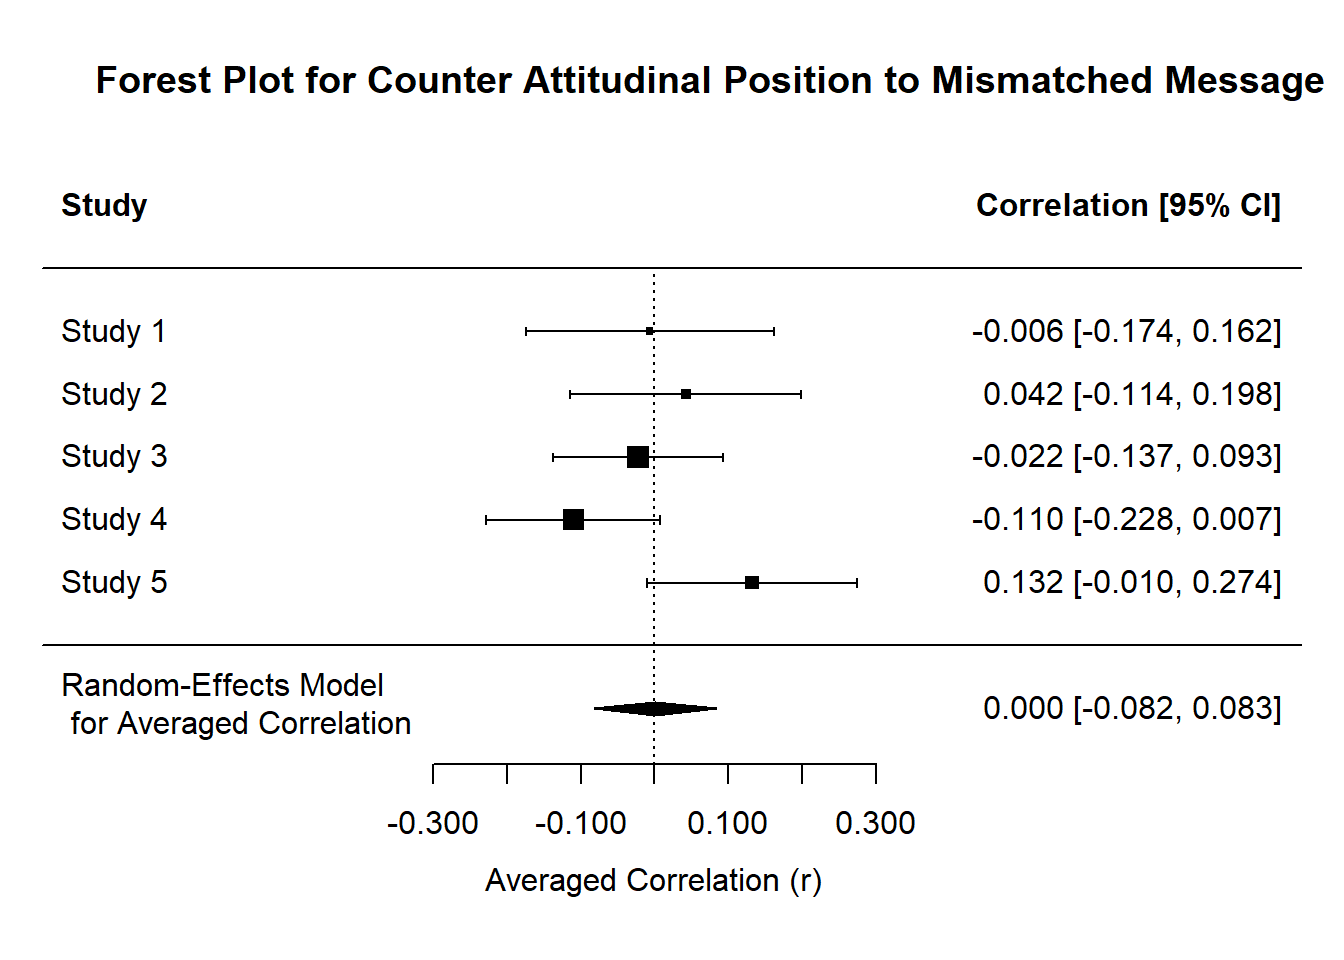 Forest Plot for Counter Attitudinal Position to Mismatched Message
Study Correlation [95% CI]
Study 1 -0.006 [-0.174, 0.162]
Study 2 0.042 [-0.114, 0.198]
Study 3 -0.022 [-0.137, 0.093]
Study 4 -0.110 [-0.228, 0.007]
Study 5 0.132 [-0.010, 0.274]
Random-Effects Model
for Averaged Correlation 0.000 [-0.082, 0.083]
-0.300 -0.100 0.100 0.300
Averaged Correlation (r)